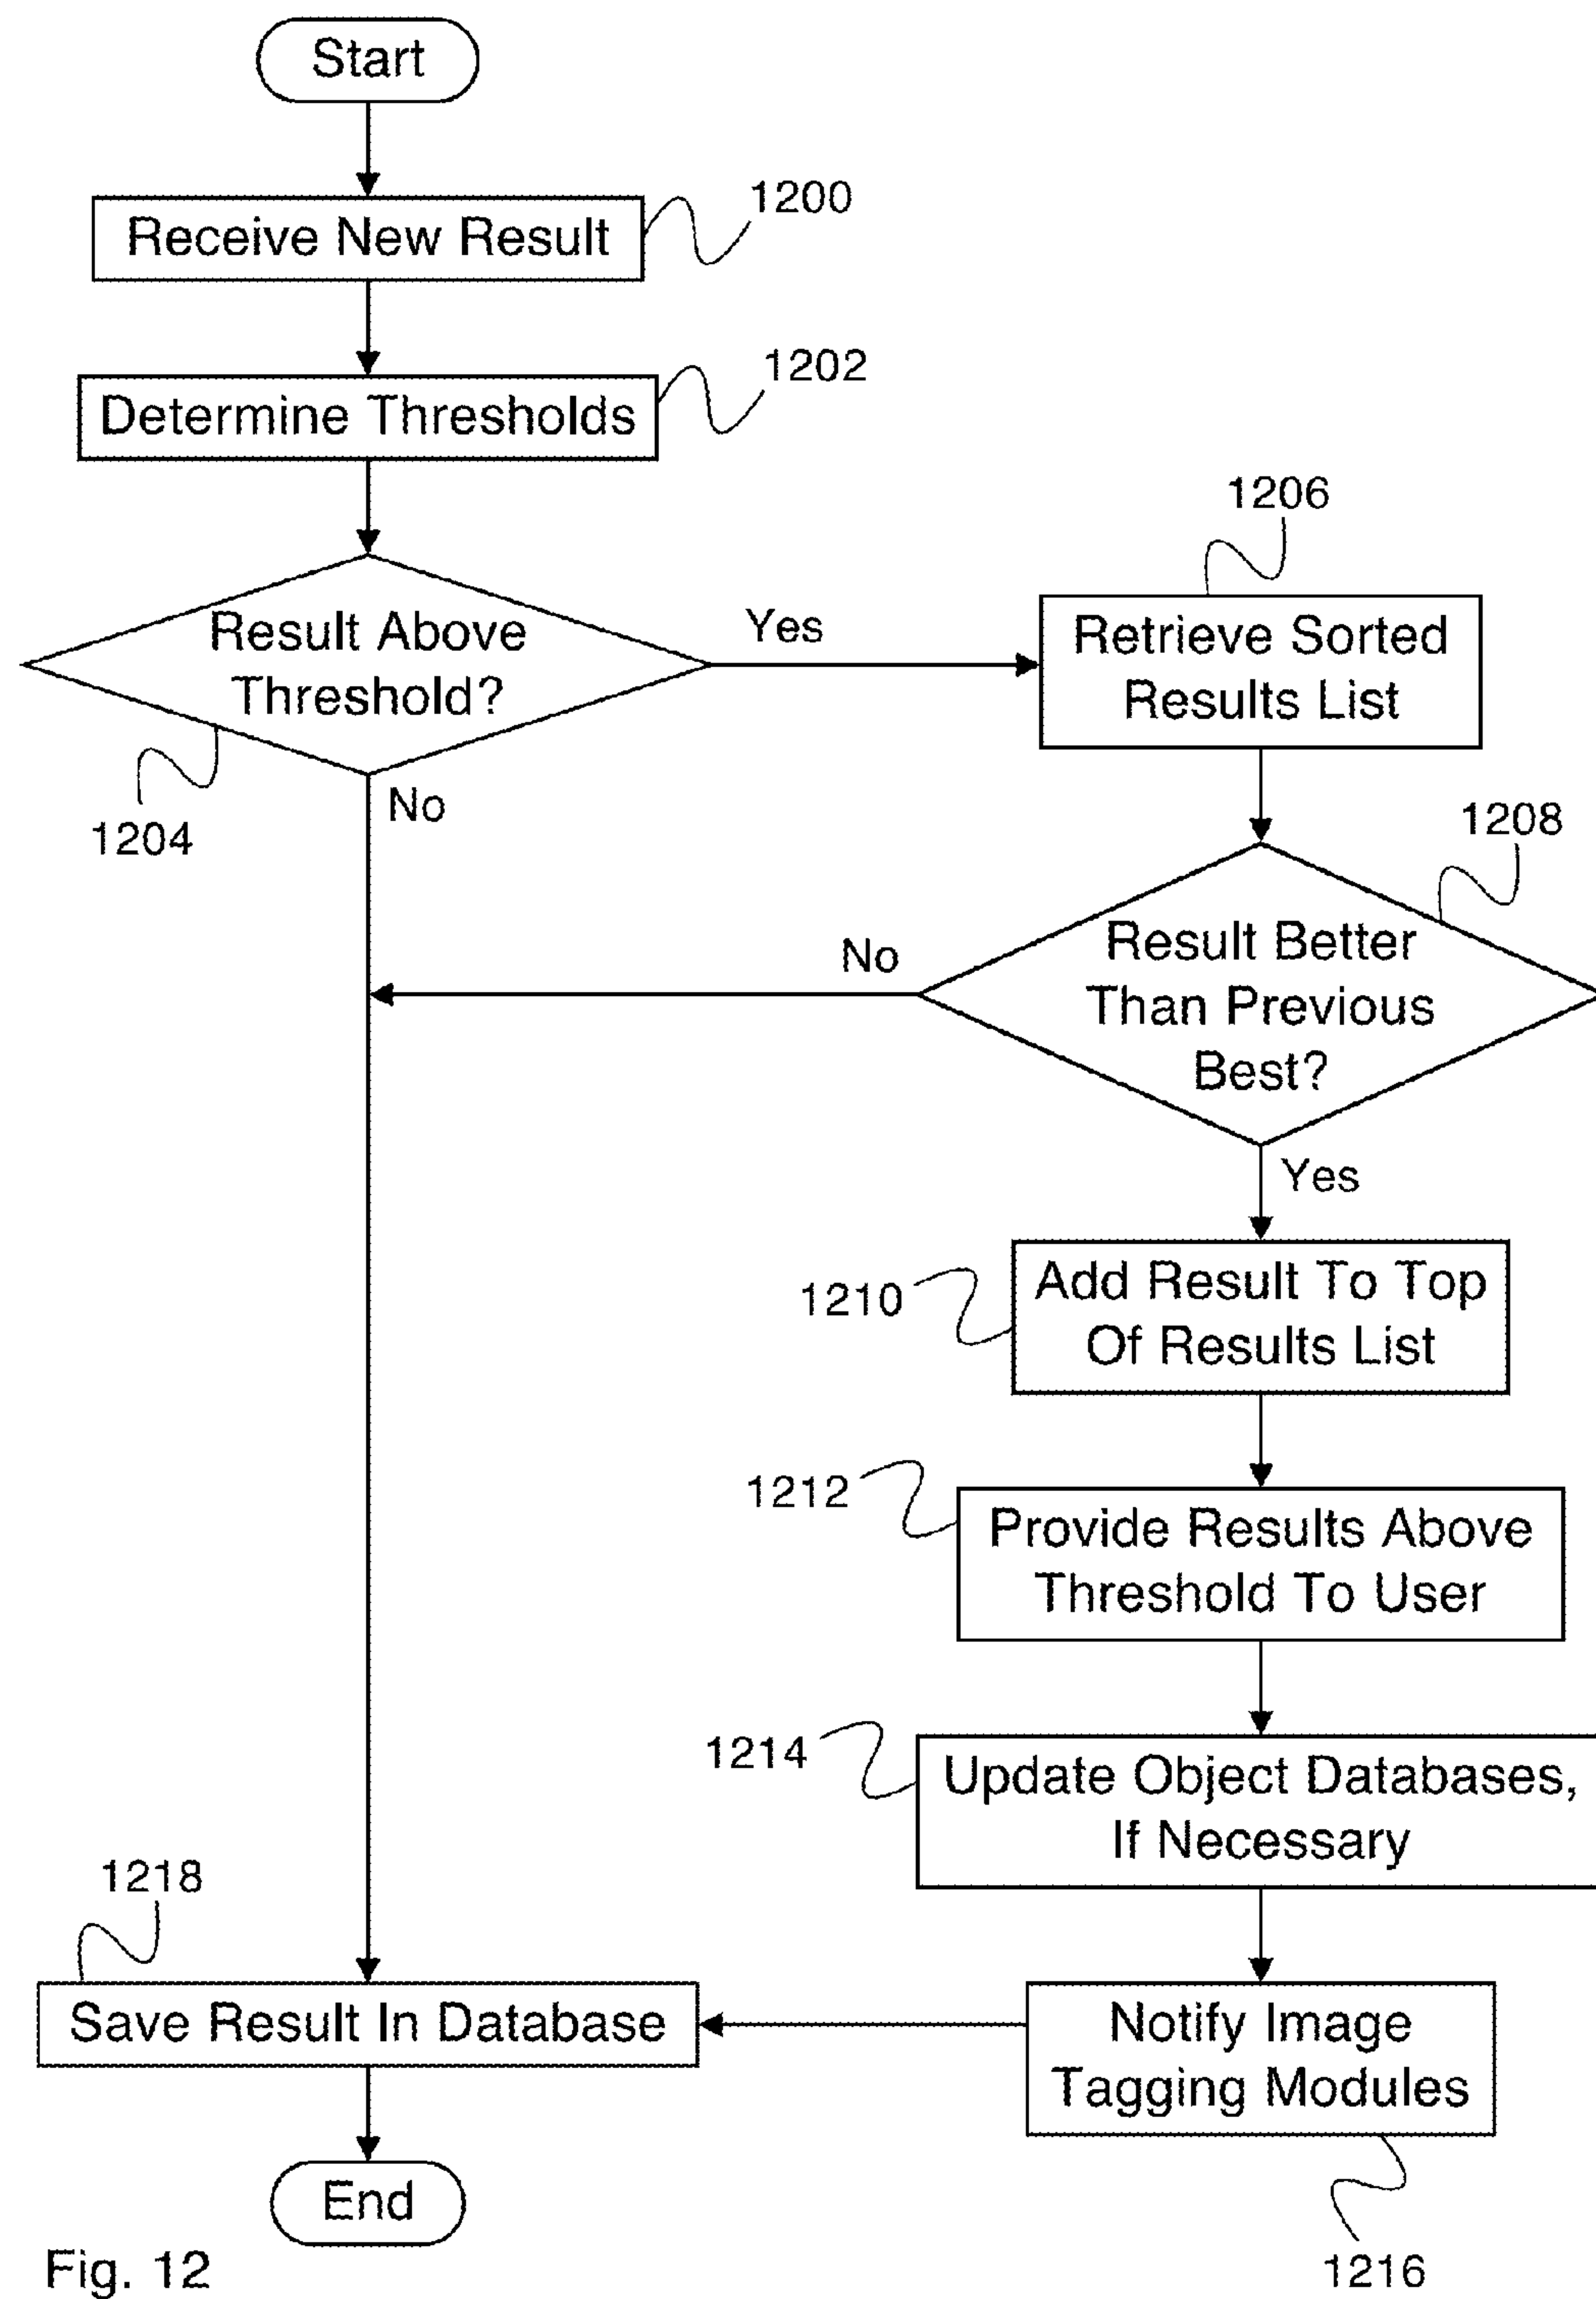 Start
Receive New Result
1200
Determine Thresholds
1202
Result Above
Threshold?
1204
Yes
No
1206
Retrieve Sorted
Results List
1208
Result Better
Than Previous
Best?
No
Yes
1210
Add Result To Top
Of Results List
1212
Provide Results Above
Threshold To User
1214
Update Object Databases,
If Necessary
1218
Save Result In Database
Notify Image
Tagging Modules
1216
End
Fig. 12